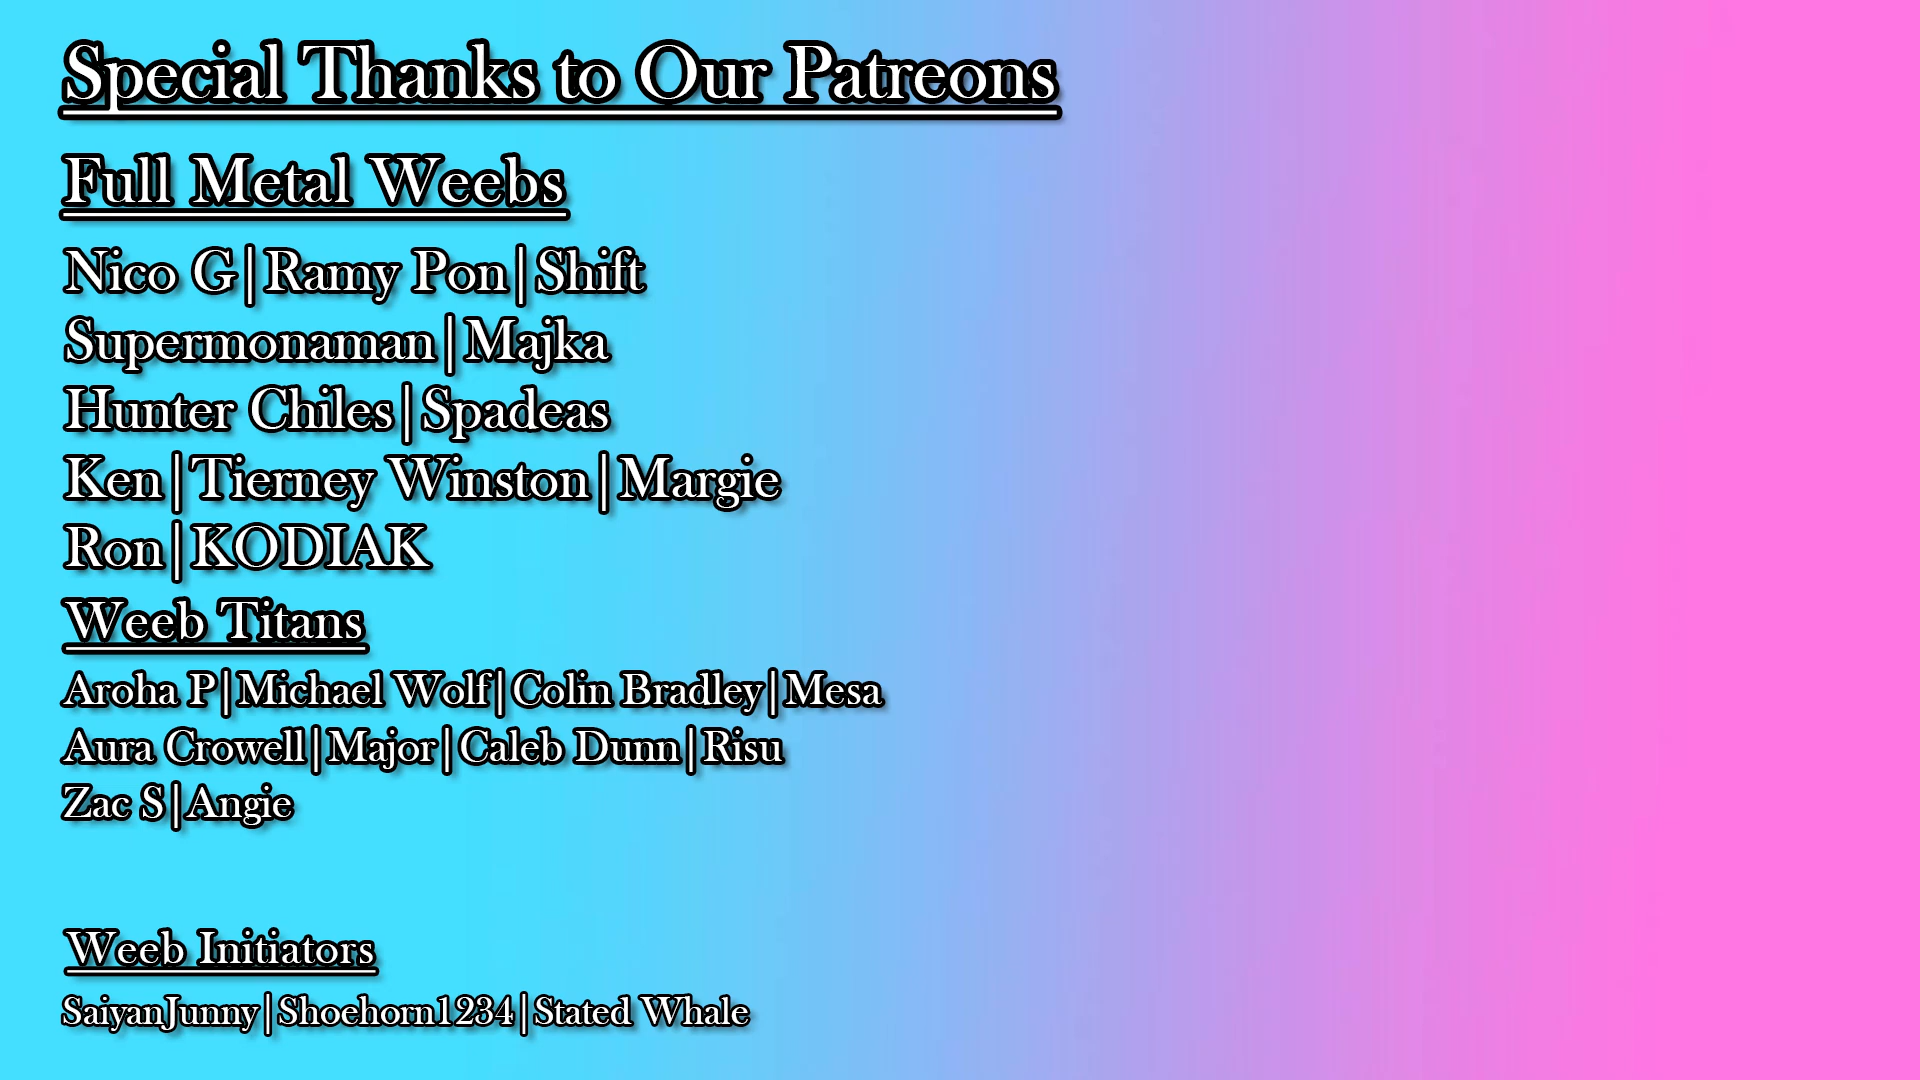 Special Thanks to Our Patreons
Full Metal Weebs
Nico G|Ramy Pon|Shift
Supermonaman|Majka
Hunter Chiles|Spadeas
Ken|Tierney Winston|Margie
Ron|KODIAK
Weeb Titans
Aroha P|Michael Wolf|Colin Bradley|Mesa
Aura Crowell|Major|Caleb Dunn|Risu
Zac S|Angie
Weeb Initiators
SaiyanJunny|Shoehorn1234|Stated Whale